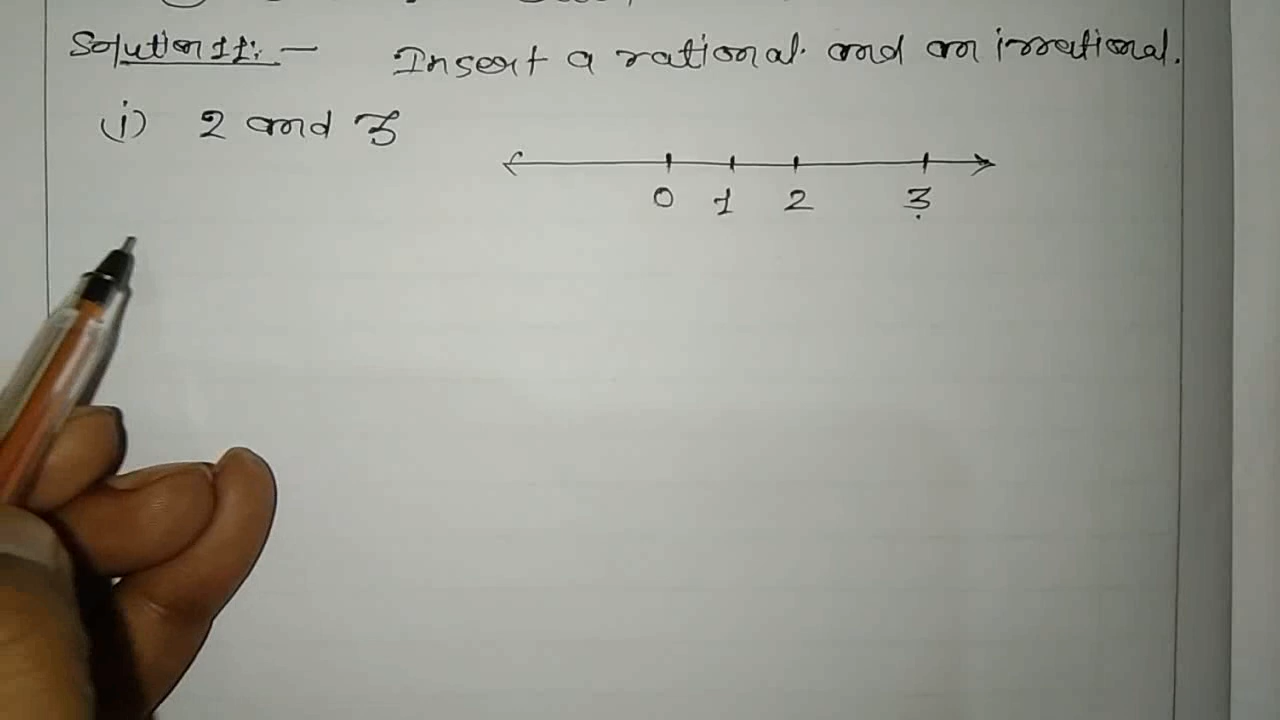 Solution 11:- Insert a rational and an irrational.
(i) 2 and 3
0 1 2 3